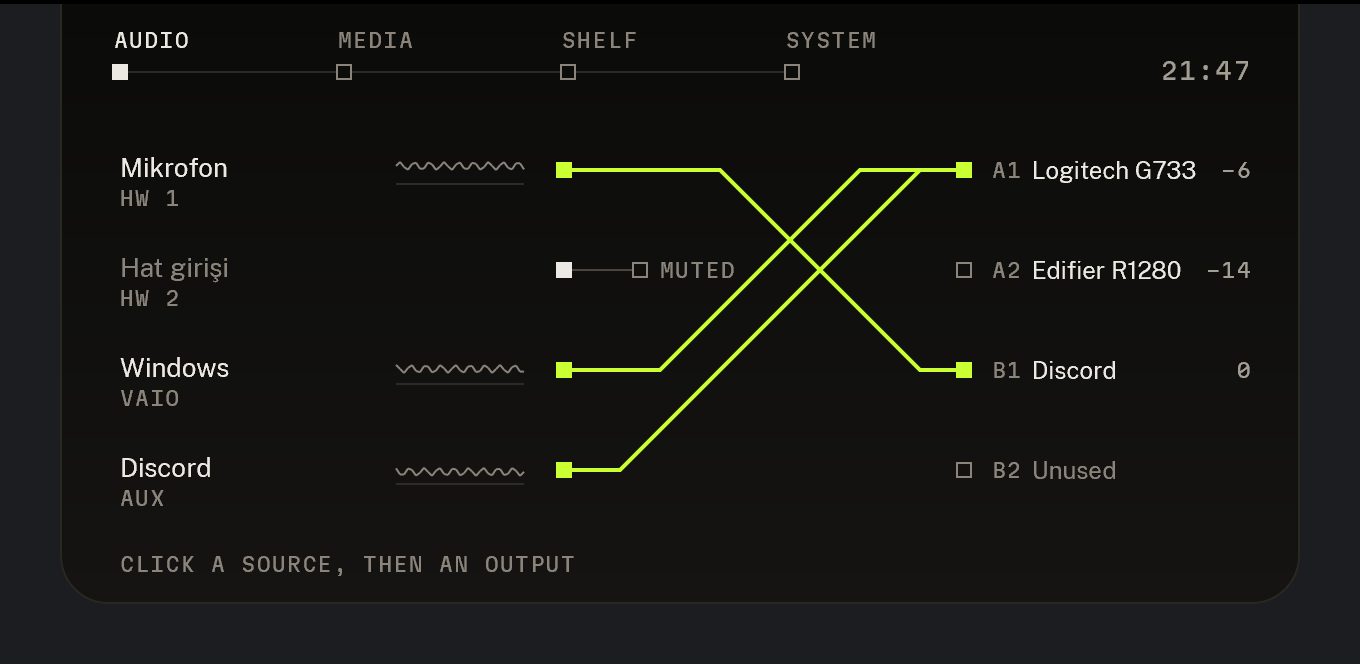 AUDIO MEDIA SHELF SYSTEM
21:47
Mikrofon
HW 1
A1 Logitech G733 −6
Hat girişi
HW 2
MUTED
A2 Edifier R1280 −14
Windows
VAIO
B1 Discord 0
Discord
AUX
B2 Unused
CLICK A SOURCE, THEN AN OUTPUT